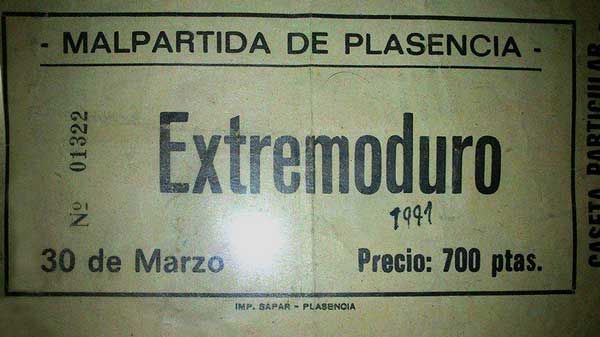 - MALPARTIDA DE PLASENCIA -
Nº 01322
Extremoduro
1991
30 de Marzo
Precio: 700 ptas.
IMP. SAPAR - PLASENCIA
CASETA PARTICULAR